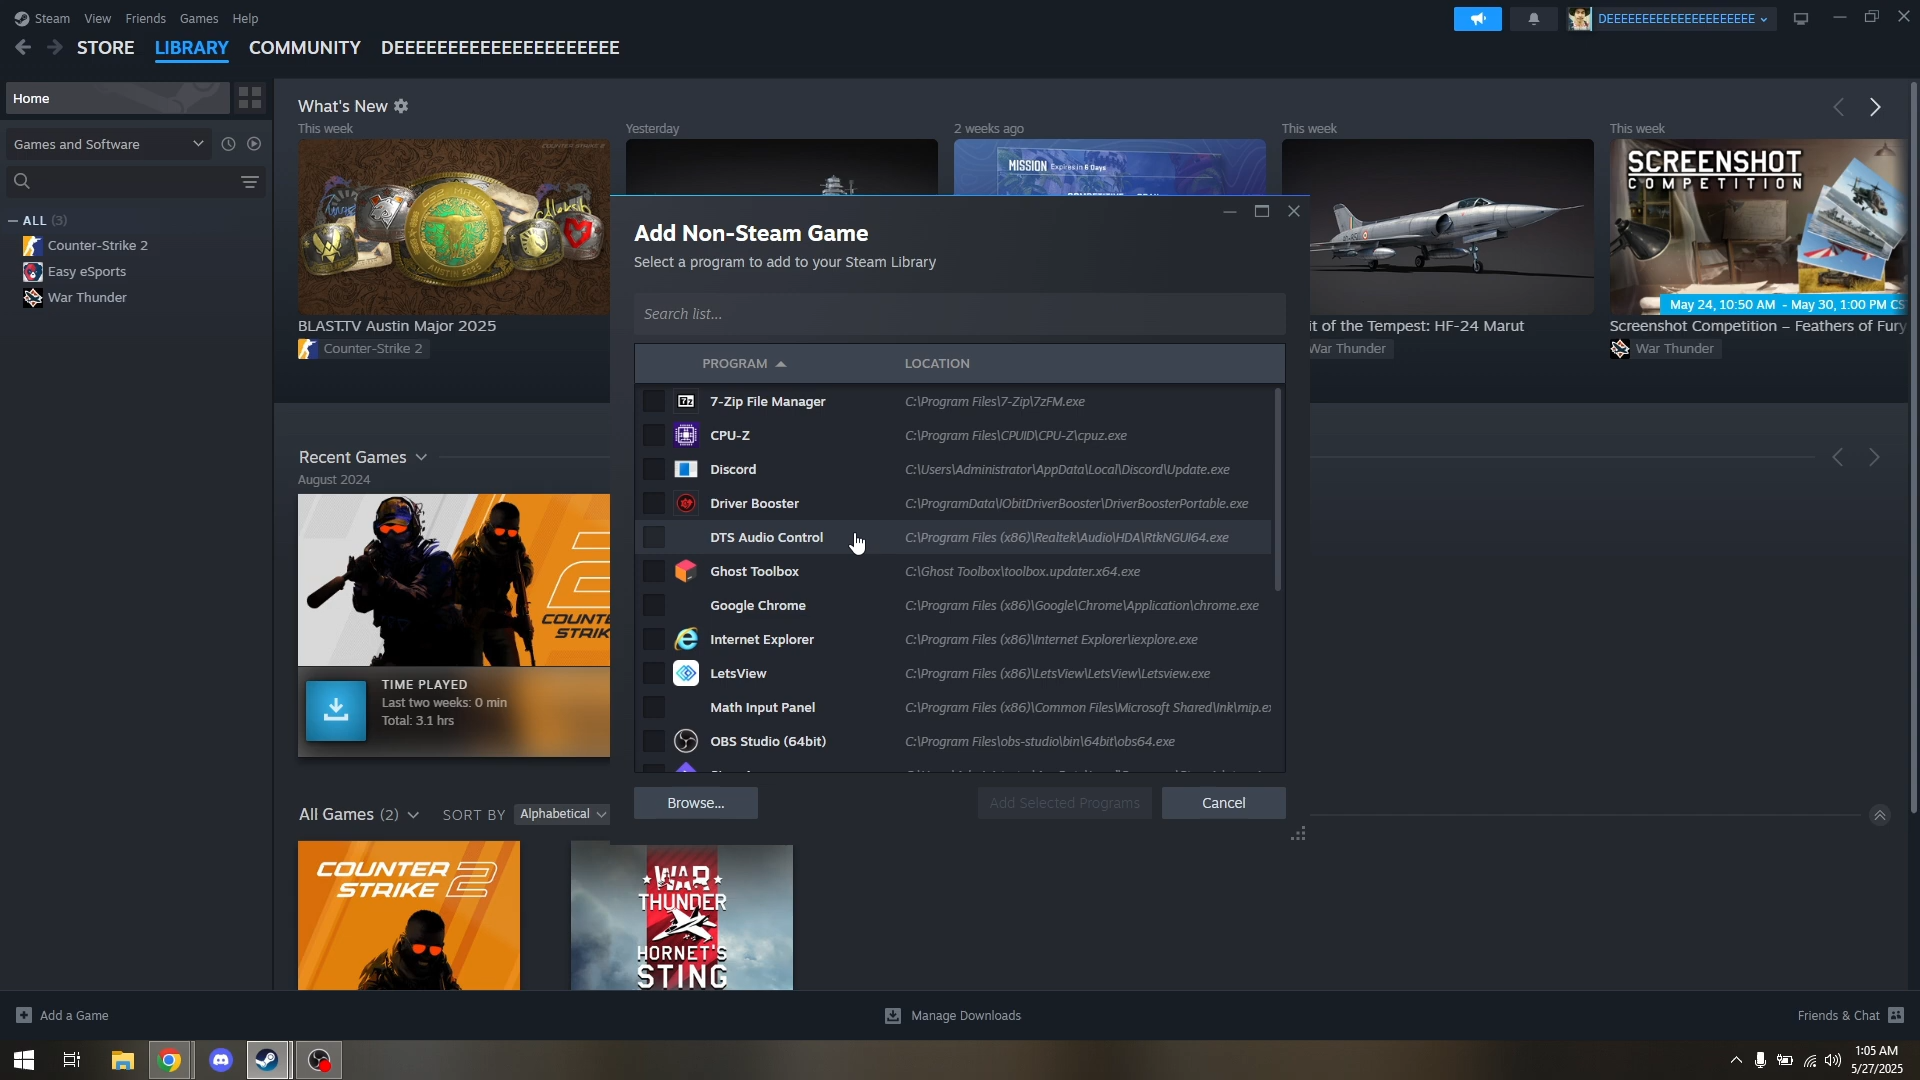 Steam View Friends Games Help
DEEEEEEEEEEEEEEEEEEEEE
STORE LIBRARY COMMUNITY DEEEEEEEEEEEEEEEEEEEEE
Home
Games and Software
ALL (3)
Counter-Strike 2
Easy eSports
War Thunder
What's New
This week
Yesterday
2 weeks ago
This week
This week
COUNTER-STRIKE 2
MISSION Expires in 6 Days
SCREENSHOT
COMPETITION
May 24, 10:50 AM - May 30, 1:00 PM CS
BLAST.TV Austin Major 2025
it of the Tempest: HF-24 Marut
Screenshot Competition – Feathers of Fury
Counter-Strike 2
War Thunder
War Thunder
Add Non-Steam Game
Select a program to add to your Steam Library
Search list...
PROGRAM LOCATION
7-Zip File Manager C:\Program Files\7-Zip\7zFM.exe
CPU-Z C:\Program Files\CPUID\CPU-Z\cpuz.exe
Discord C:\Users\Administrator\AppData\Local\Discord\Update.exe
Driver Booster C:\ProgramData\IObitDriverBooster\DriverBoosterPortable.exe
DTS Audio Control C:\Program Files (x86)\Realtek\Audio\HDA\RtkNGUI64.exe
Ghost Toolbox C:\Ghost Toolbox\toolbox.updater.x64.exe
Google Chrome C:\Program Files (x86)\Google\Chrome\Application\chrome.exe
Internet Explorer C:\Program Files (x86)\Internet Explorer\iexplore.exe
LetsView C:\Program Files (x86)\LetsView\LetsView\Letsview.exe
Math Input Panel C:\Program Files (x86)\Common Files\Microsoft Shared\Ink\mip.e
OBS Studio (64bit) C:\Program Files\obs-studio\bin\64bit\obs64.exe
Browse... Add Selected Programs Cancel
Recent Games
August 2024
COUNTE
STRIK
TIME PLAYED
Last two weeks: 0 min
Total: 3.1 hrs
All Games (2) SORT BY Alphabetical
COUNTER
STRIKE 2
WAR
THUNDER
HORNET'S
STING
Add a Game
Manage Downloads
Friends & Chat
1:05 AM
5/27/2025